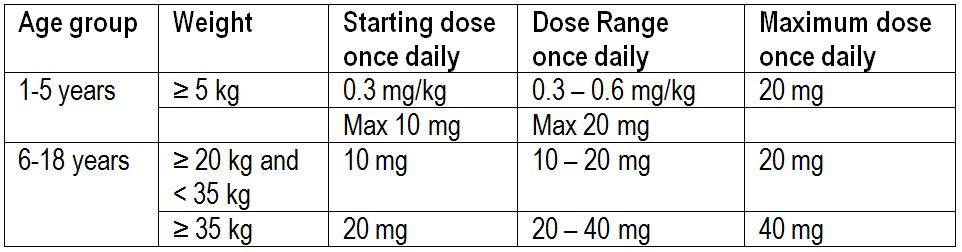 Age group Weight Starting dose once daily Dose Range once daily Maximum dose once daily
1-5 years ≥ 5 kg 0.3 mg/kg 0.3 – 0.6 mg/kg 20 mg
Max 10 mg Max 20 mg
6-18 years ≥ 20 kg and < 35 kg 10 mg 10 – 20 mg 20 mg
≥ 35 kg 20 mg 20 – 40 mg 40 mg